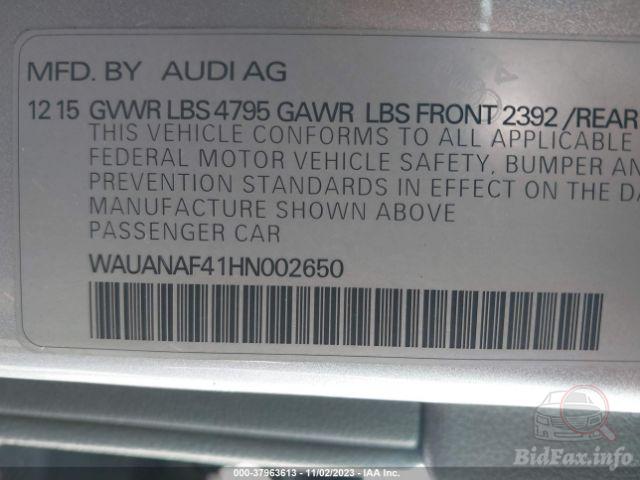 MFD. BY AUDI AG
12 15 GVWR LBS 4795 GAWR LBS FRONT 2392 /REAR
THIS VEHICLE CONFORMS TO ALL APPLICABLE
FEDERAL MOTOR VEHICLE SAFETY, BUMPER AN
PREVENTION STANDARDS IN EFFECT ON THE DA
MANUFACTURE SHOWN ABOVE
PASSENGER CAR
WAUANAF41HN002650
000-37963613 - 11/02/2023 - IAA Inc.
BidFax.info